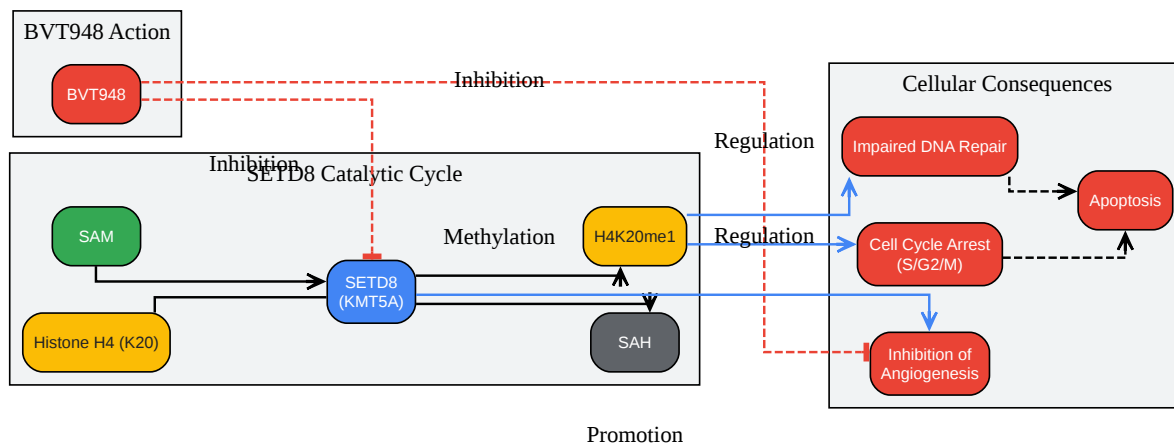 BVT948 Action
BVT948
Inhibition
Cellular Consequences
Regulation
Impaired DNA Repair
Inhibition
SETD8 Catalytic Cycle
Apoptosis
SAM
Methylation
H4K20me1
Regulation
Cell Cycle Arrest
(S/G2/M)
SETD8
(KMT5A)
Histone H4 (K20)
SAH
Inhibition of
Angiogenesis
Promotion